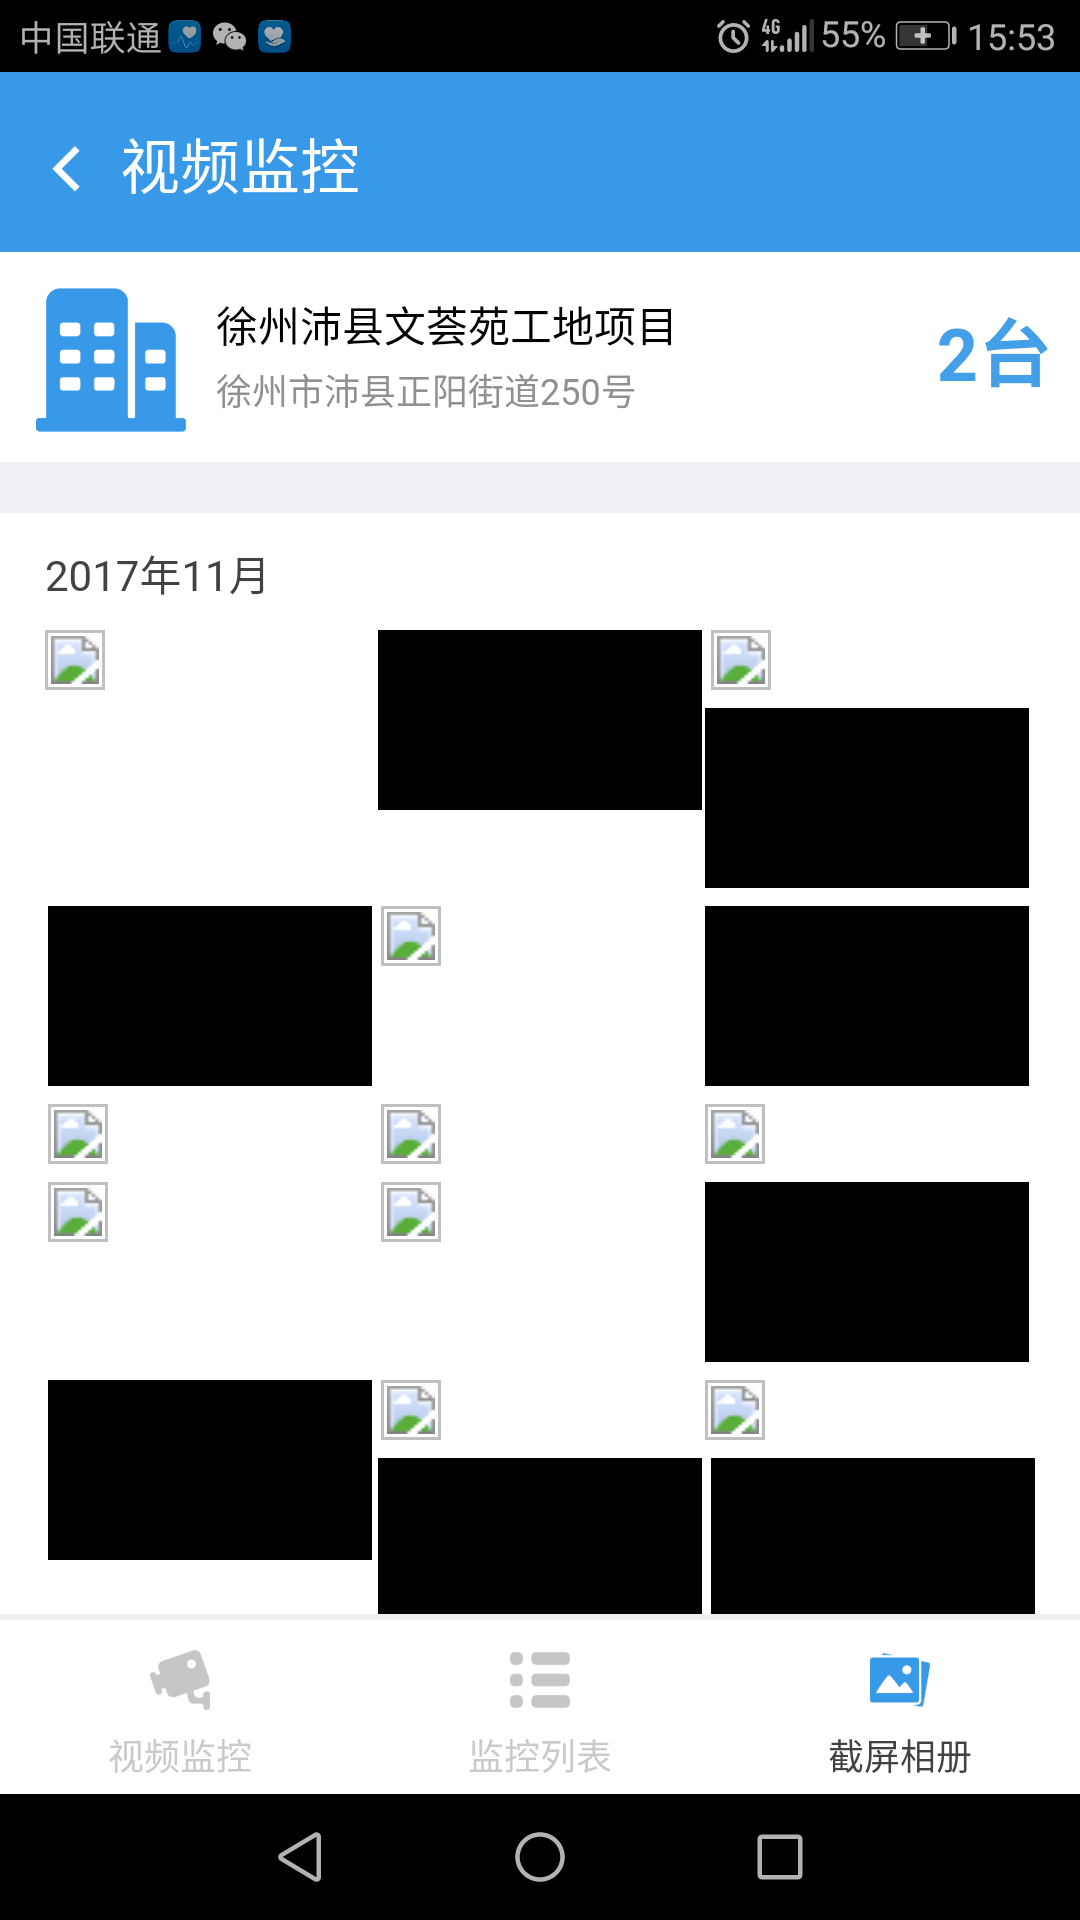 中国联通 4G 55% 15:53
视频监控
徐州沛县文荟苑工地项目
徐州市沛县正阳街道250号
2台
2017年11月
视频监控 监控列表 截屏相册